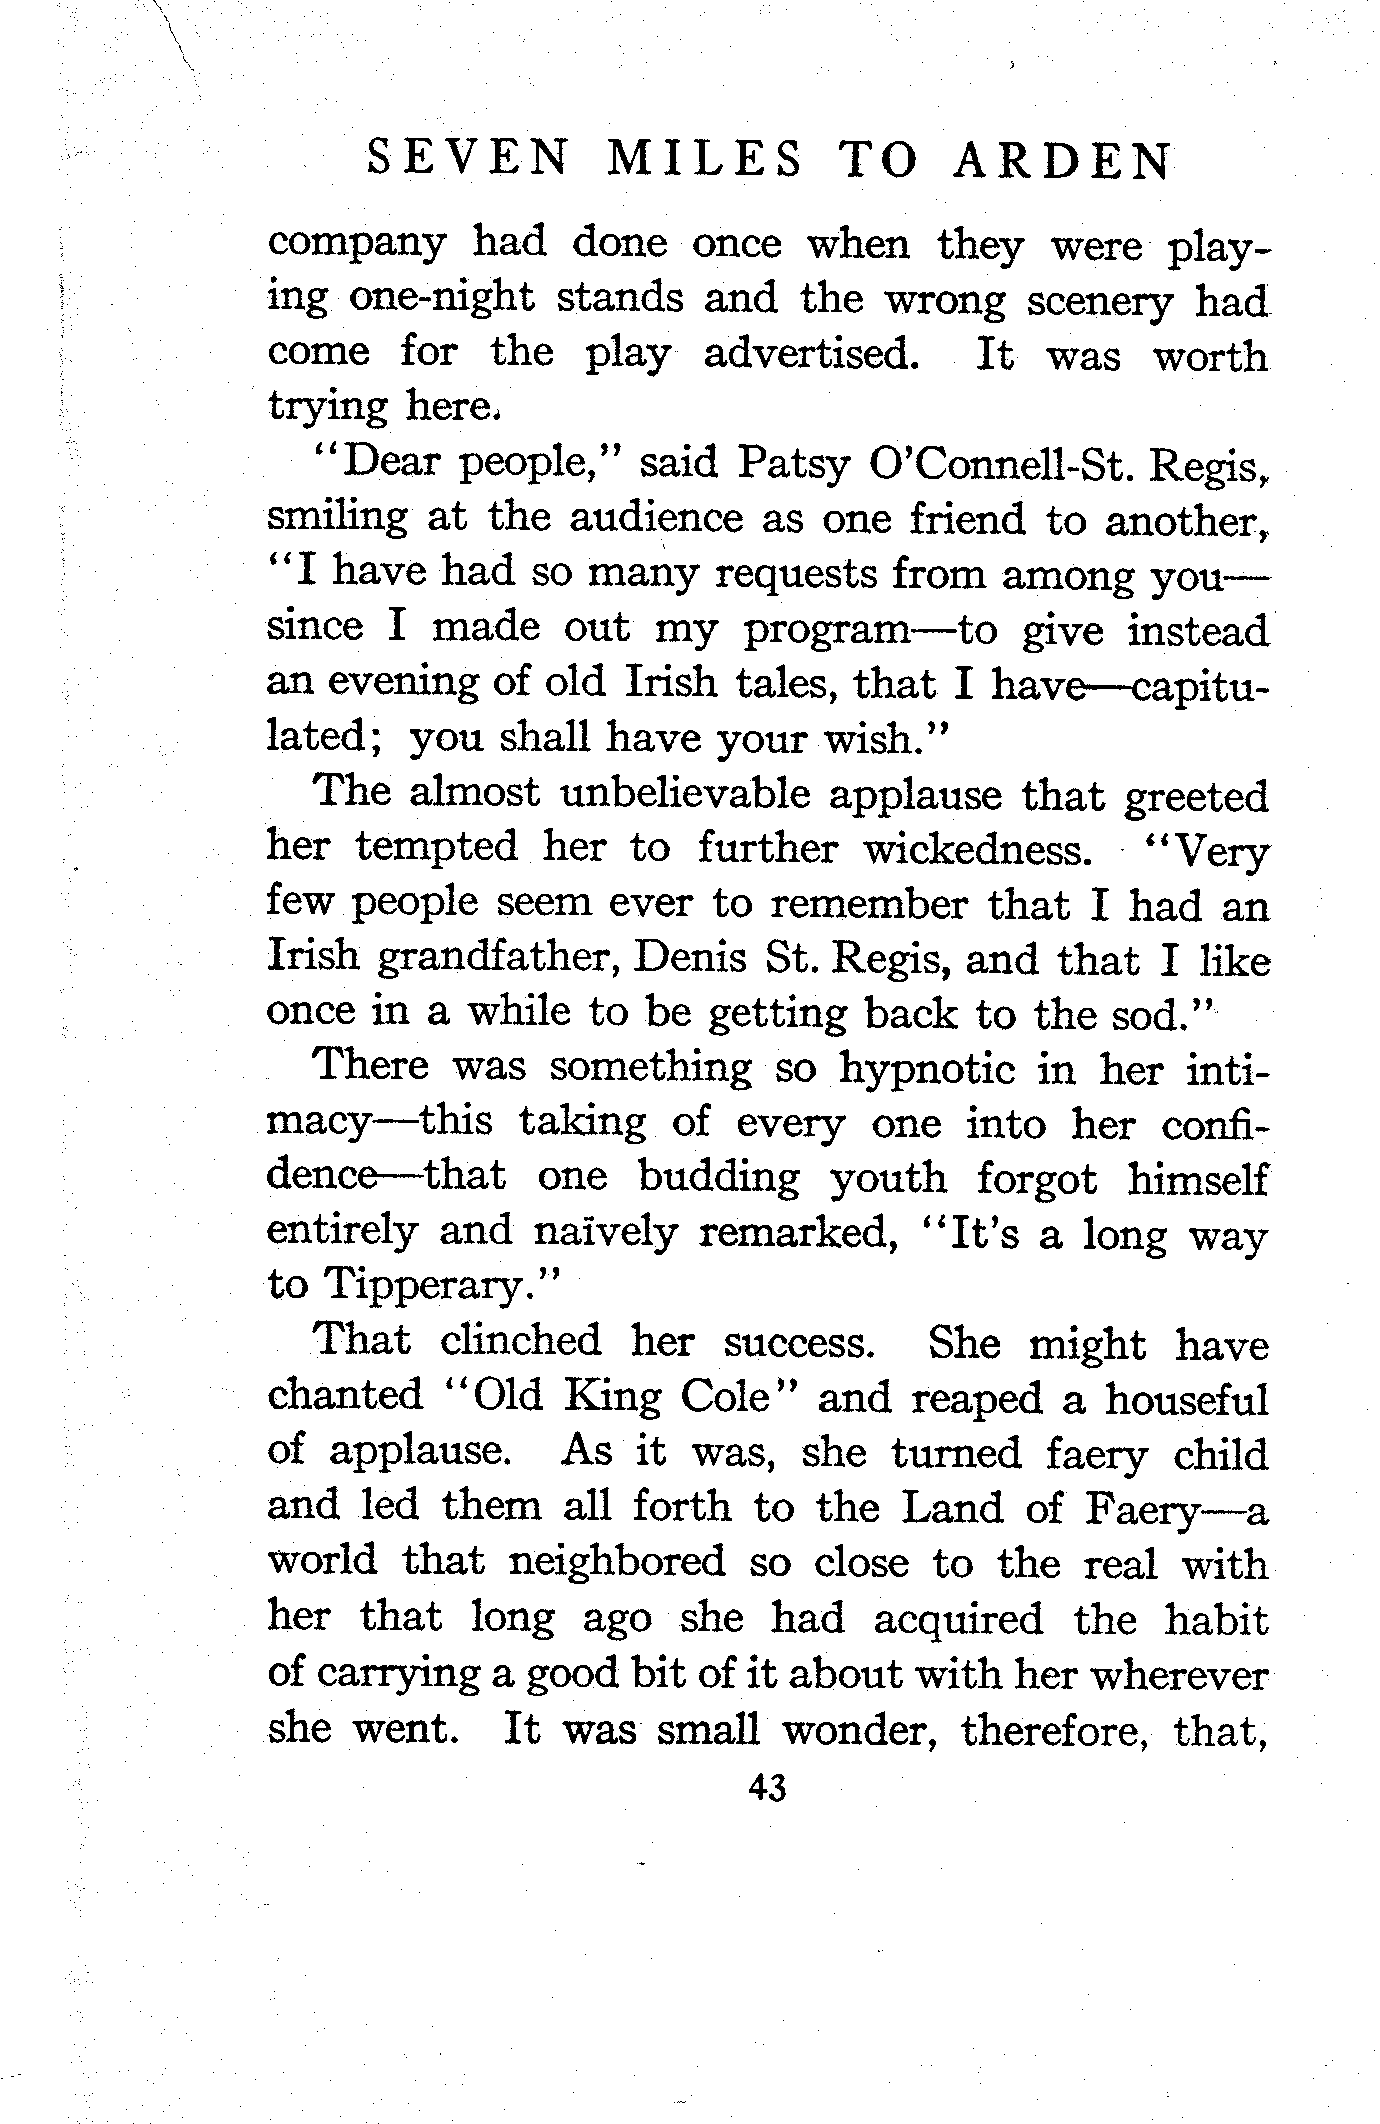 SEVEN MILES TO ARDEN
company had done once when they were play-
ing one-night stands and the wrong scenery had
come for the play advertised. It was worth
trying here.
"Dear people," said Patsy O'Connell-St. Regis,
smiling at the audience as one friend to another,
"I have had so many requests from among you—
since I made out my program—to give instead
an evening of old Irish tales, that I have—capitu-
lated; you shall have your wish."
The almost unbelievable applause that greeted
her tempted her to further wickedness. "Very
few people seem ever to remember that I had an
Irish grandfather, Denis St. Regis, and that I like
once in a while to be getting back to the sod."
There was something so hypnotic in her inti-
macy—this taking of every one into her confi-
dence—that one budding youth forgot himself
entirely and naïvely remarked, "It's a long way
to Tipperary."
That clinched her success. She might have
chanted "Old King Cole" and reaped a houseful
of applause. As it was, she turned faery child
and led them all forth to the Land of Faery—a
world that neighbored so close to the real with
her that long ago she had acquired the habit
of carrying a good bit of it about with her wherever
she went. It was small wonder, therefore, that,
43